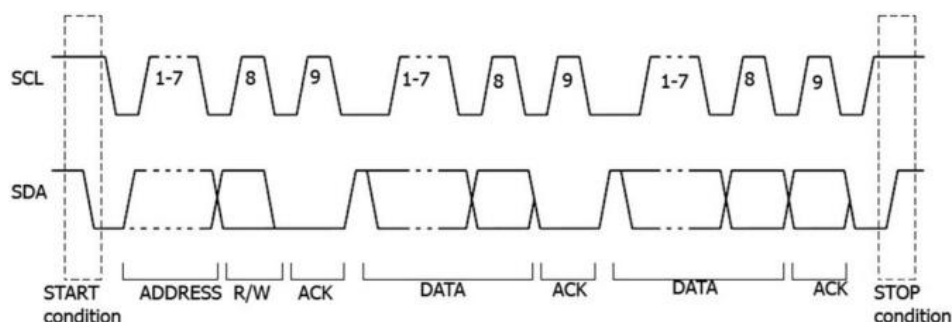 SCL
1-7
8
9
1-7
8
9
1-7
8
9
SDA
START
condition
ADDRESS
R/W
ACK
DATA
ACK
DATA
ACK
STOP
condition